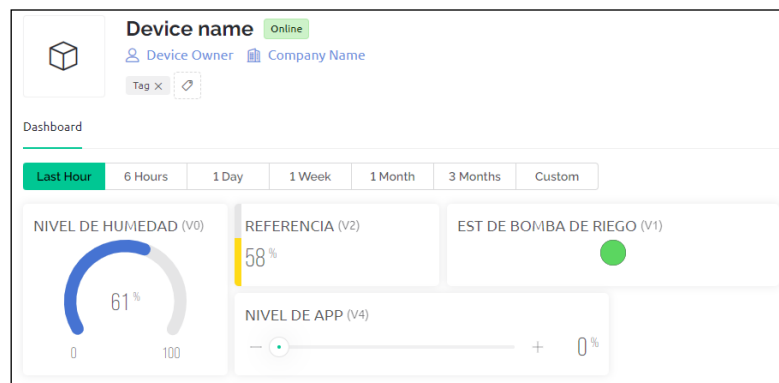 Device name Online
Device Owner Company Name
Tag ×
Dashboard
Last Hour 6 Hours 1 Day 1 Week 1 Month 3 Months Custom
NIVEL DE HUMEDAD (V0)
61 %
0 100
REFERENCIA (V2)
58 %
EST DE BOMBA DE RIEGO (V1)
NIVEL DE APP (V4)
− + 0 %